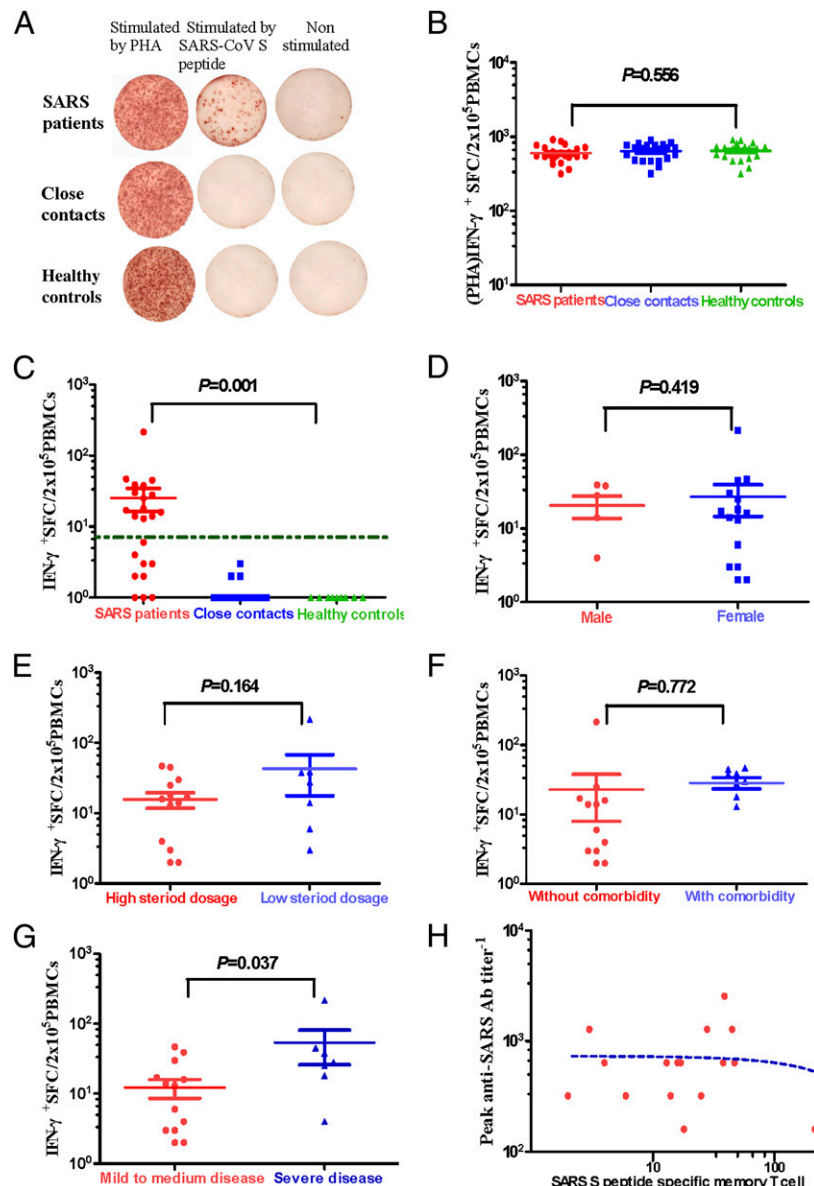 A
Stimulated by PHA
Stimulated by SARS-CoV S peptide
Non stimulated
SARS patients
Close contacts
Healthy controls
B
(PHA)IFN-γ + SFC/2x10⁵PBMCs
10⁴
10³
10²
10¹
P=0.556
SARS patients
Close contacts
Healthy controls
C
IFN-γ +SFC/2x10⁵PBMCs
10³
10²
10¹
10⁰
P=0.001
SARS patients
Close contacts
Healthy controls
D
IFN-γ +SFC/2x10⁵PBMCs
10³
10²
10¹
10⁰
P=0.419
Male
Female
E
IFN-γ +SFC/2x10⁵PBMCs
10³
10²
10¹
10⁰
P=0.164
High steriod dosage
Low steriod dosage
F
IFN-γ +SFC/2x10⁵PBMCs
10³
10²
10¹
10⁰
P=0.772
Without comorbidity
With comorbidity
G
IFN-γ +SFC/2x10⁵PBMCs
10³
10²
10¹
10⁰
P=0.037
Mild to medium disease
Severe disease
H
Peak anti-SARS Ab titer⁻¹
10⁴
10³
10²
10
100
SARS S peptide specific memory T cell